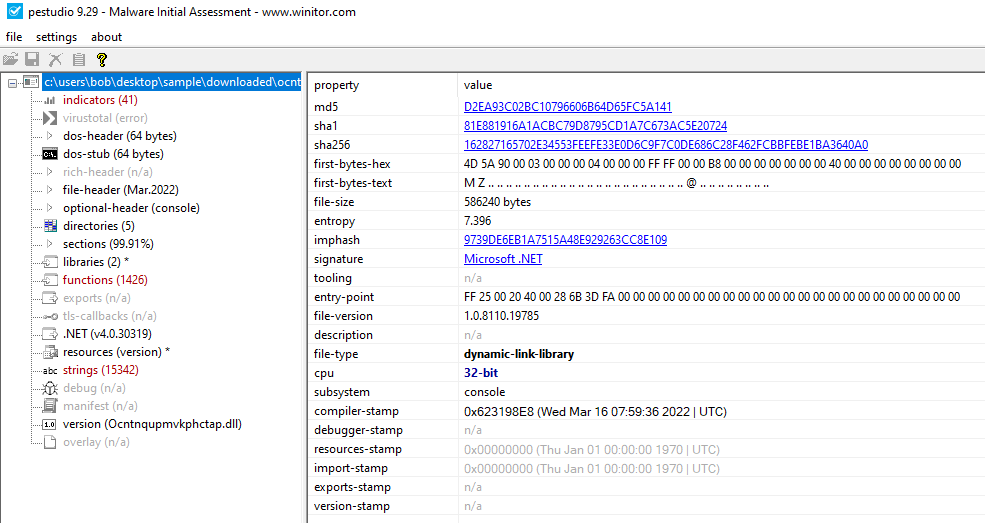 pestudio 9.29 - Malware Initial Assessment - www.winitor.com
file settings about
?
c:\users\bob\desktop\sample\downloaded\ocnt
indicators (41)
virustotal (error)
dos-header (64 bytes)
dos-stub (64 bytes)
rich-header (n/a)
file-header (Mar.2022)
optional-header (console)
directories (5)
sections (99.91%)
libraries (2) *
functions (1426)
exports (n/a)
tls-callbacks (n/a)
.NET (v4.0.30319)
resources (version) *
abc strings (15342)
debug (n/a)
manifest (n/a)
1.0 version (Ocntnqupmvkphctap.dll)
overlay (n/a)
property value
md5 D2EA93C02BC10796606B64D65FC5A141
sha1 81E881916A1ACBC79D8795CD1A7C673AC5E20724
sha256 162827165702E34553FEEFE33E0D6C9F7C0DE686C28F462FCBBFEBE1BA3640A0
first-bytes-hex 4D 5A 90 00 03 00 00 00 04 00 00 00 FF FF 00 00 B8 00 00 00 00 00 00 00 40 00 00 00 00 00 00 00
first-bytes-text M Z .. .. .. .. .. .. .. .. .. .. .. .. .. .. .. .. .. .. .. .. .. .. @ .. .. .. .. .. .. ..
file-size 586240 bytes
entropy 7.396
imphash 9739DE6EB1A7515A48E929263CC8E109
signature Microsoft .NET
tooling n/a
entry-point FF 25 00 20 40 00 28 6B 3D FA 00 00 00 00 00 00 00 00 00 00 00 00 00 00 00 00 00 00 00 00 00 00
file-version 1.0.8110.19785
description n/a
file-type dynamic-link-library
cpu 32-bit
subsystem console
compiler-stamp 0x623198E8 (Wed Mar 16 07:59:36 2022 | UTC)
debugger-stamp n/a
resources-stamp 0x00000000 (Thu Jan 01 00:00:00 1970 | UTC)
import-stamp 0x00000000 (Thu Jan 01 00:00:00 1970 | UTC)
exports-stamp n/a
version-stamp n/a